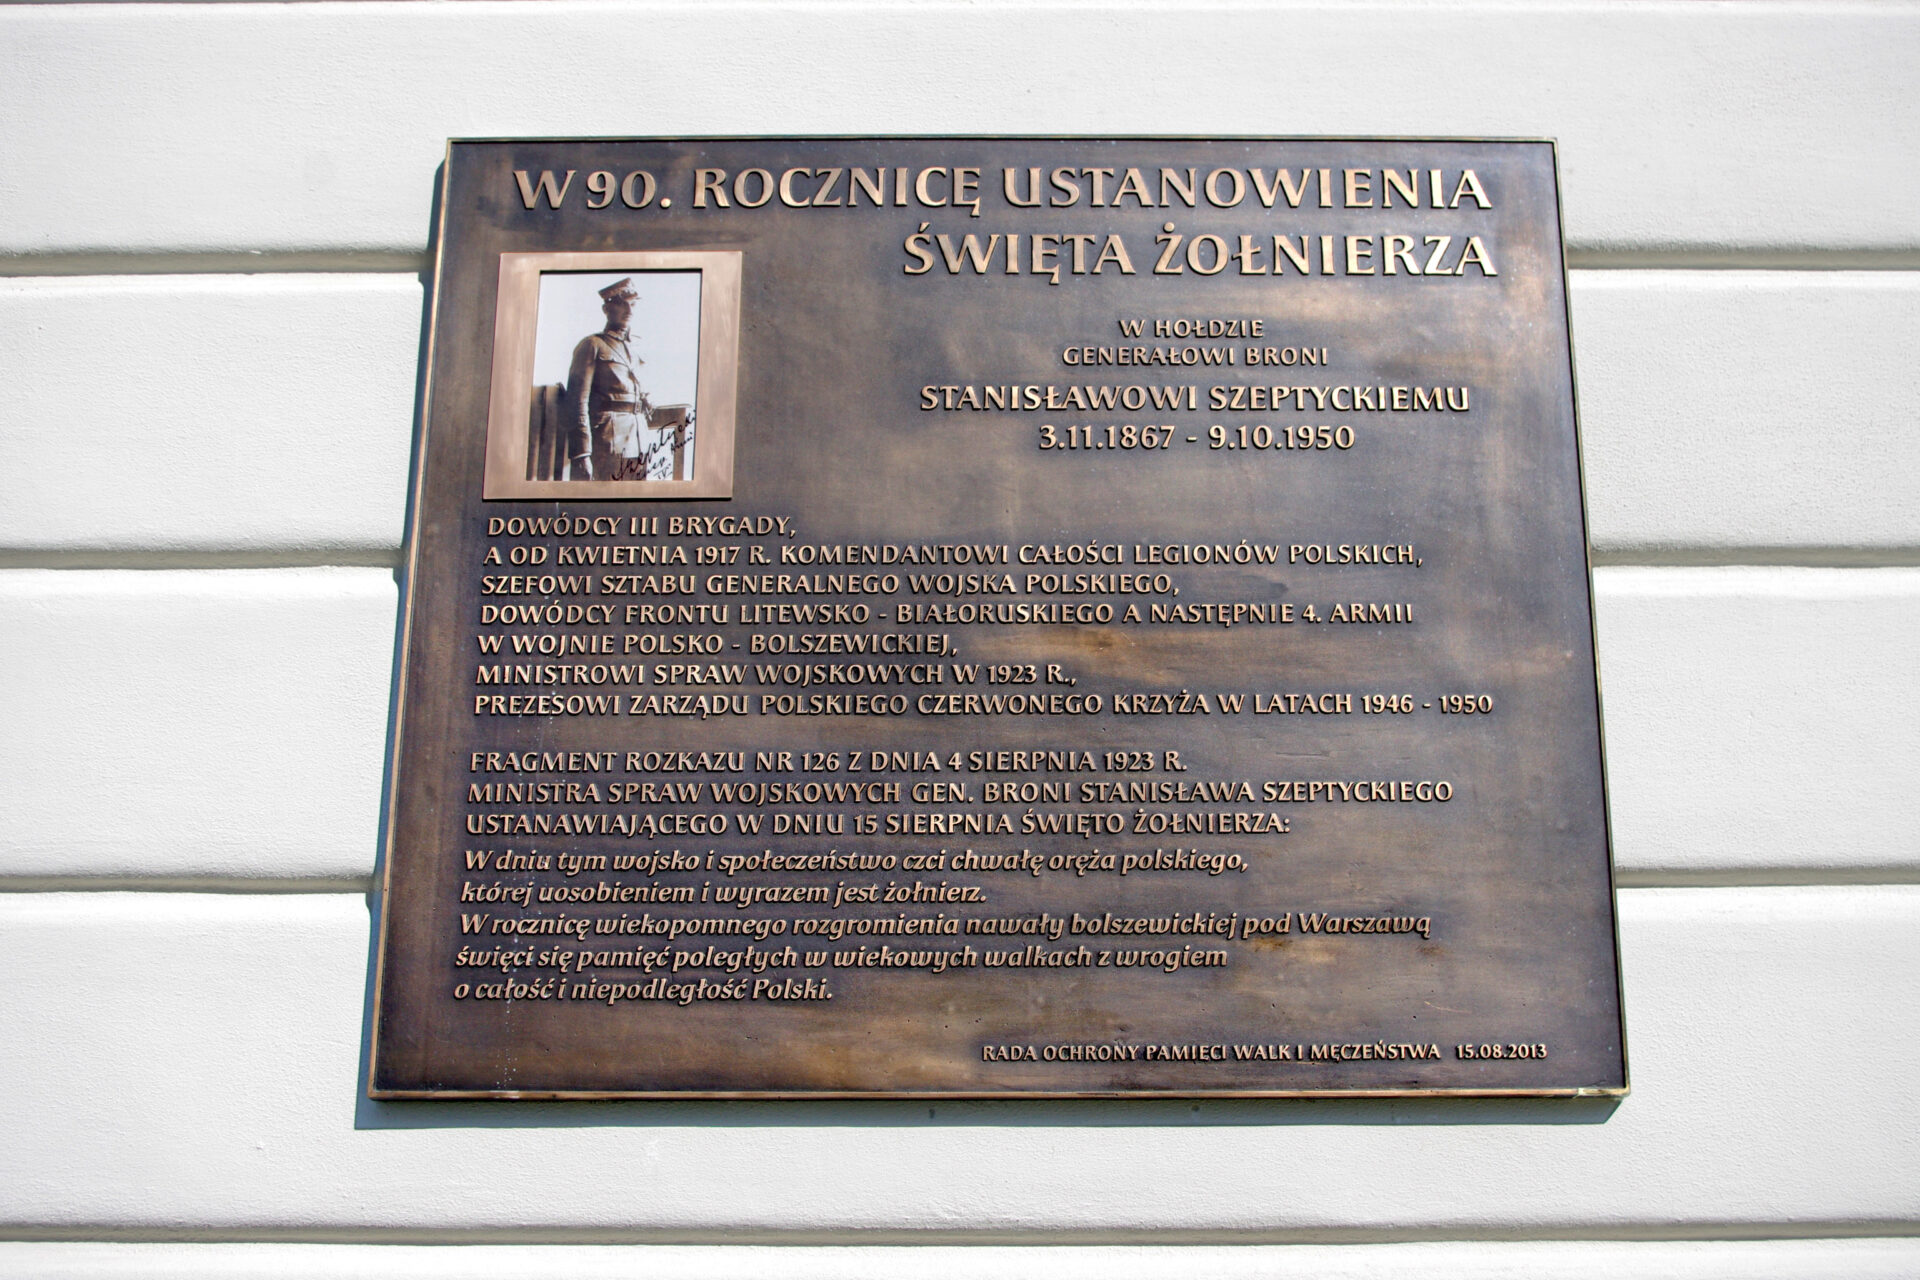 W 90. ROCZNICĘ USTANOWIENIA
ŚWIĘTA ŻOŁNIERZA
W HOŁDZIE
GENERAŁOWI BRONI
STANISŁAWOWI SZEPTYCKIEMU
3.11.1867 - 9.10.1950
DOWÓDCY III BRYGADY,
A OD KWIETNIA 1917 R. KOMENDANTOWI CAŁOŚCI LEGIONÓW POLSKICH,
SZEFOWI SZTABU GENERALNEGO WOJSKA POLSKIEGO,
DOWÓDCY FRONTU LITEWSKO - BIAŁORUSKIEGO A NASTĘPNIE 4. ARMII
W WOJNIE POLSKO - BOLSZEWICKIEJ,
MINISTROWI SPRAW WOJSKOWYCH W 1923 R.,
PREZESOWI ZARZĄDU POLSKIEGO CZERWONEGO KRZYŻA W LATACH 1946 - 1950
FRAGMENT ROZKAZU NR 126 Z DNIA 4 SIERPNIA 1923 R.
MINISTRA SPRAW WOJSKOWYCH GEN. BRONI STANISŁAWA SZEPTYCKIEGO
USTANAWIAJĄCEGO W DNIU 15 SIERPNIA ŚWIĘTO ŻOŁNIERZA:
W dniu tym wojsko i społeczeństwo czci chwałę oręża polskiego,
której uosobieniem i wyrazem jest żołnierz.
W rocznicę wiekopomnego rozgromienia nawały bolszewickiej pod Warszawą
święci się pamięć poległych w wiekowych walkach z wrogiem
o całość i niepodległość Polski.
RADA OCHRONY PAMIĘCI WALK I MĘCZEŃSTWA 15.08.2013